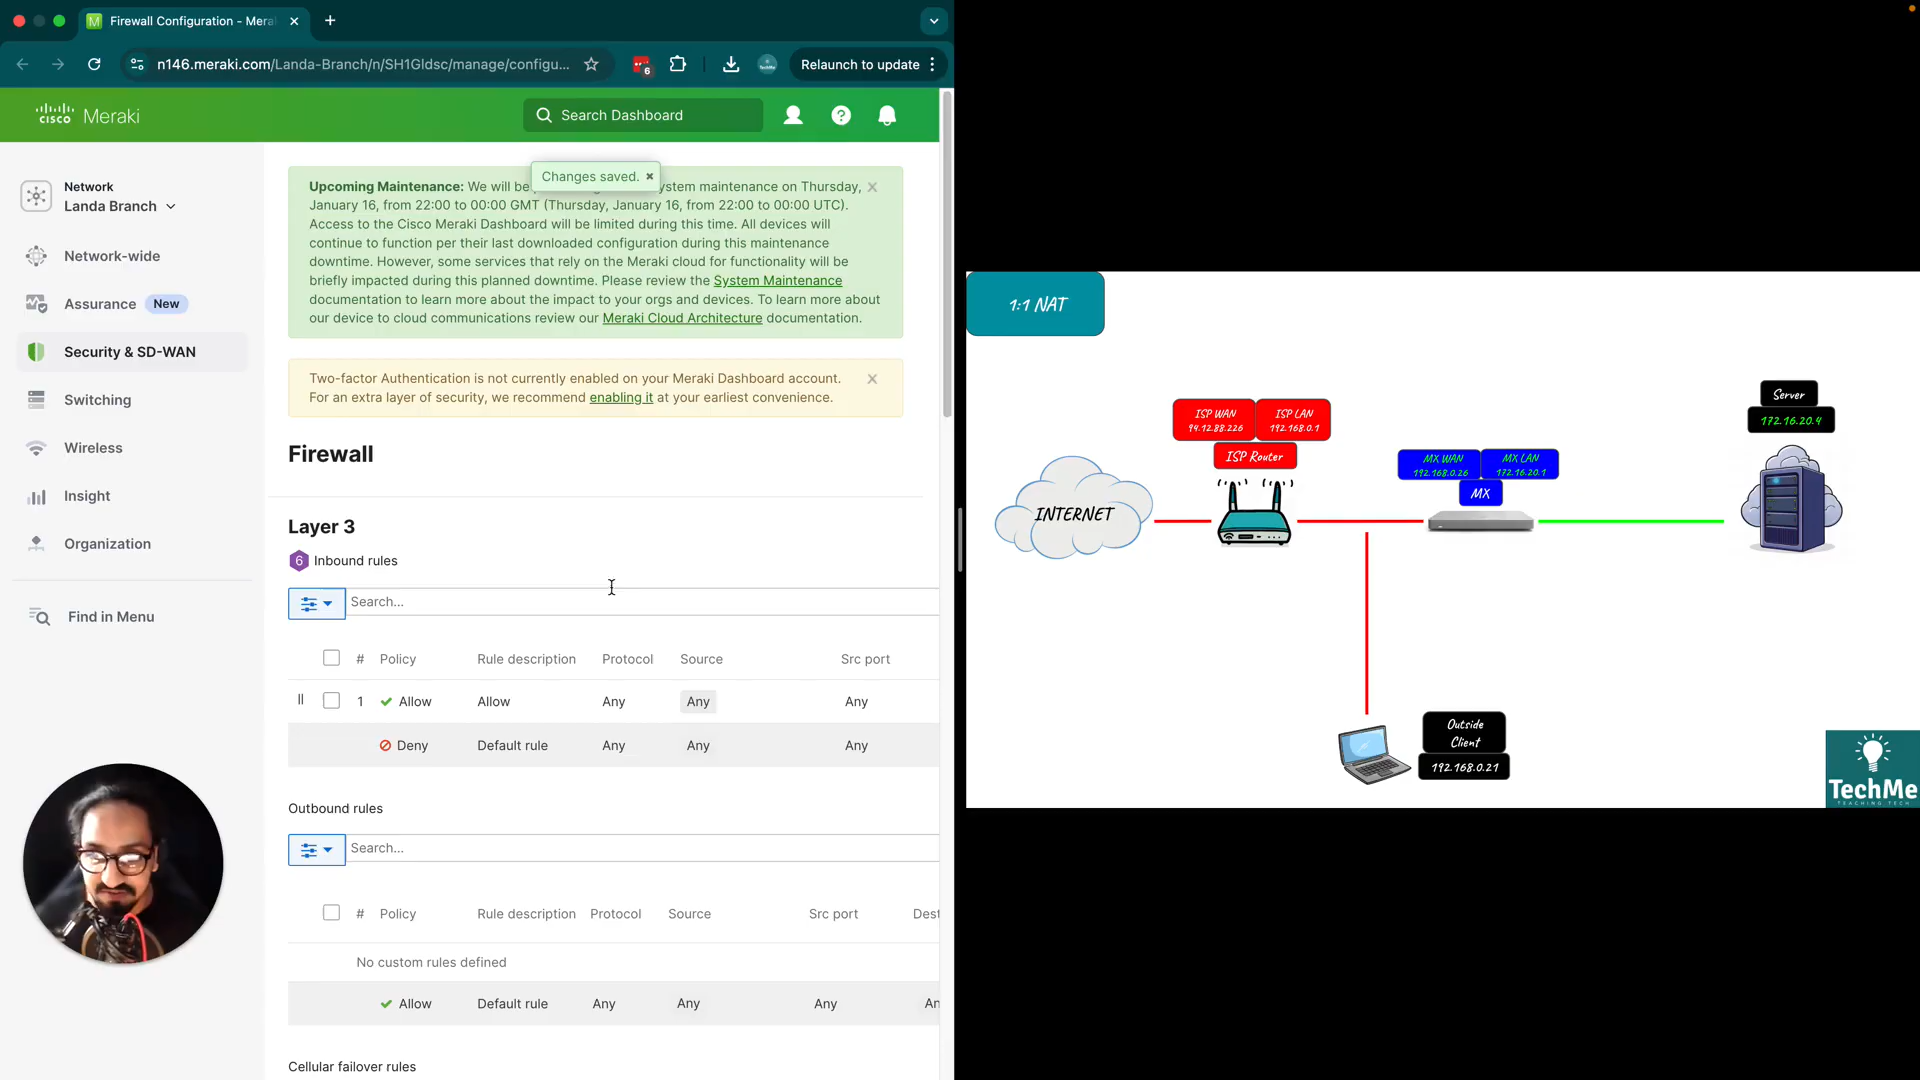 Firewall Configuration - Mera
n146.meraki.com/Landa-Branch/n/SH1Gldsc/manage/configu...
6
TechMe
Relaunch to update
cisco Meraki
Search Dashboard
Changes saved. ×
Network
Landa Branch
Network-wide
Assurance New
Security & SD-WAN
Switching
Wireless
Insight
Organization
Find in Menu
Upcoming Maintenance: We will be ystem maintenance on Thursday,
January 16, from 22:00 to 00:00 GMT (Thursday, January 16, from 22:00 to 00:00 UTC).
Access to the Cisco Meraki Dashboard will be limited during this time. All devices will
continue to function per their last downloaded configuration during this maintenance
downtime. However, some services that rely on the Meraki cloud for functionality will be
briefly impacted during this planned downtime. Please review the System Maintenance
documentation to learn more about the impact to your orgs and devices. To learn more about
our device to cloud communications review our Meraki Cloud Architecture documentation.
Two-factor Authentication is not currently enabled on your Meraki Dashboard account.
For an extra layer of security, we recommend enabling it at your earliest convenience.
Firewall
Layer 3
6 Inbound rules
Search...
# Policy Rule description Protocol Source Src port
1 Allow Allow Any Any Any
Deny Default rule Any Any Any
Outbound rules
Search...
# Policy Rule description Protocol Source Src port Dest
No custom rules defined
Allow Default rule Any Any Any An
Cellular failover rules
1:1 NAT
INTERNET
ISP WAN
94.12.88.226
ISP LAN
192.168.0.1
ISP Router
MX WAN
192.168.0.26
MX LAN
172.16.20.1
MX
Server
172.16.20.4
Outside
Client
192.168.0.21
TechMe
TEACHING TECH